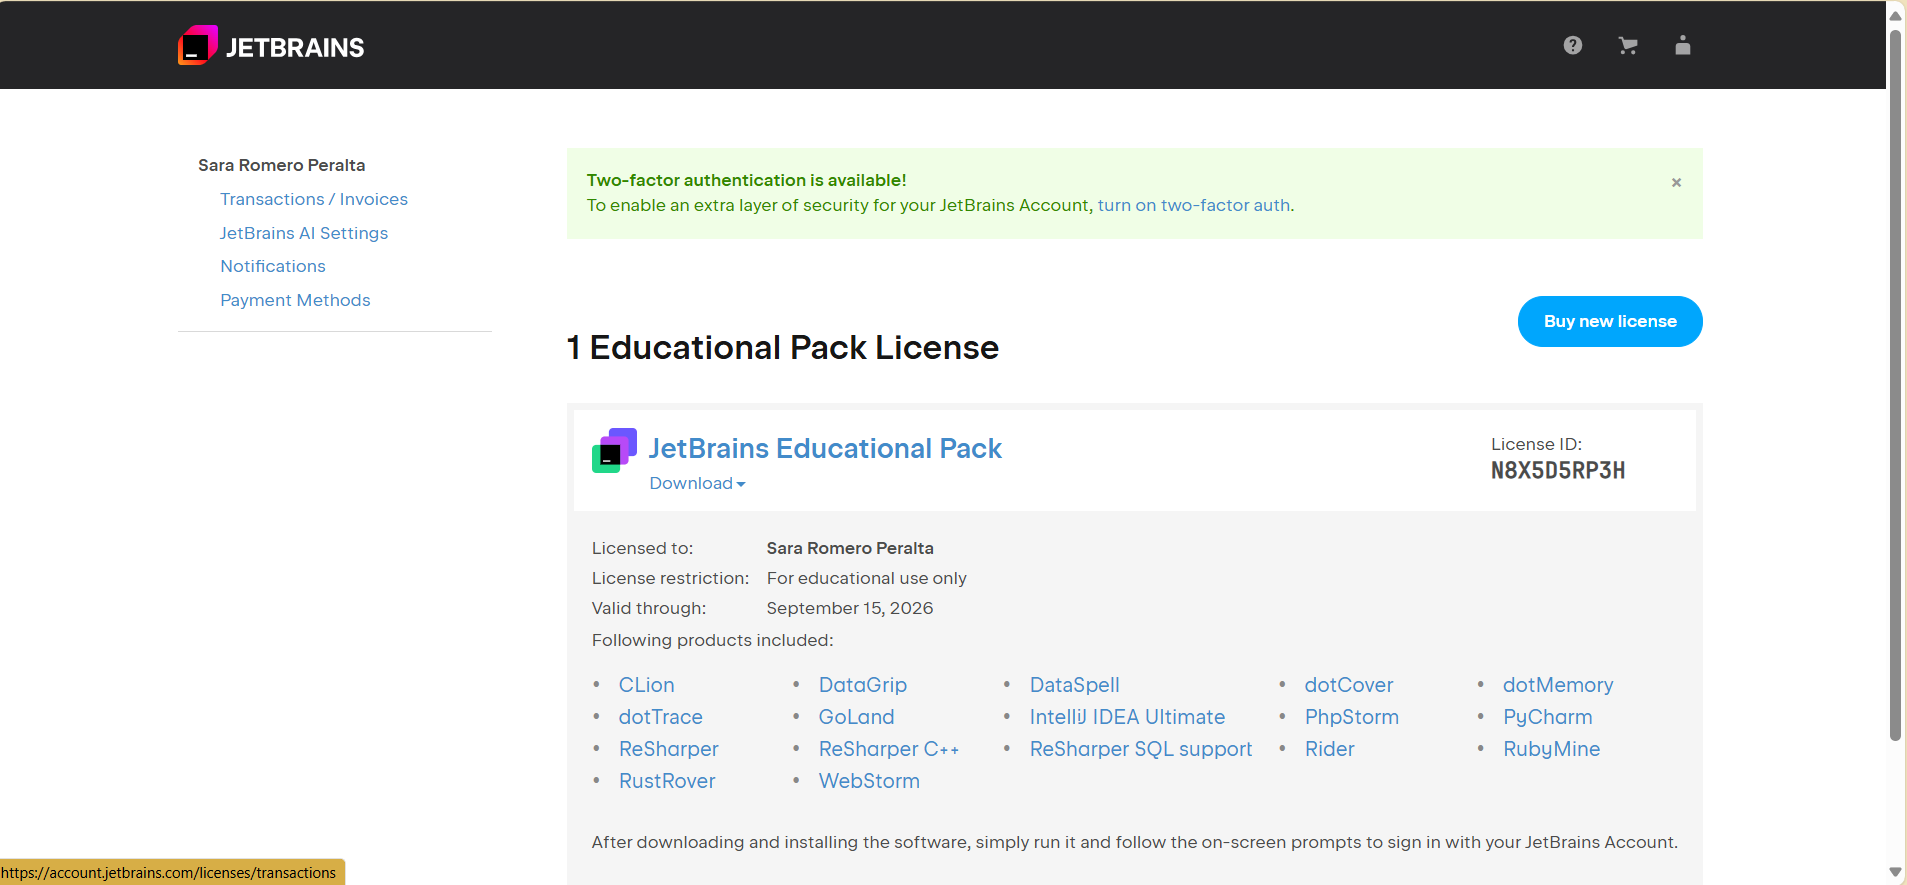 JETBRAINS
Sara Romero Peralta
Transactions / Invoices
JetBrains AI Settings
Notifications
Payment Methods
Two-factor authentication is available!
To enable an extra layer of security for your JetBrains Account, turn on two-factor auth.
Buy new license
1 Educational Pack License
JetBrains Educational Pack
Download
License ID:
N8X5D5RP3H
Licensed to: Sara Romero Peralta
License restriction: For educational use only
Valid through: September 15, 2026
Following products included:
• CLion • DataGrip • DataSpell • dotCover • dotMemory
• dotTrace • GoLand • IntelliJ IDEA Ultimate • PhpStorm • PyCharm
• ReSharper • ReSharper C++ • ReSharper SQL support • Rider • RubyMine
• RustRover • WebStorm
After downloading and installing the software, simply run it and follow the on-screen prompts to sign in with your JetBrains Account.
https://account.jetbrains.com/licenses/transactions